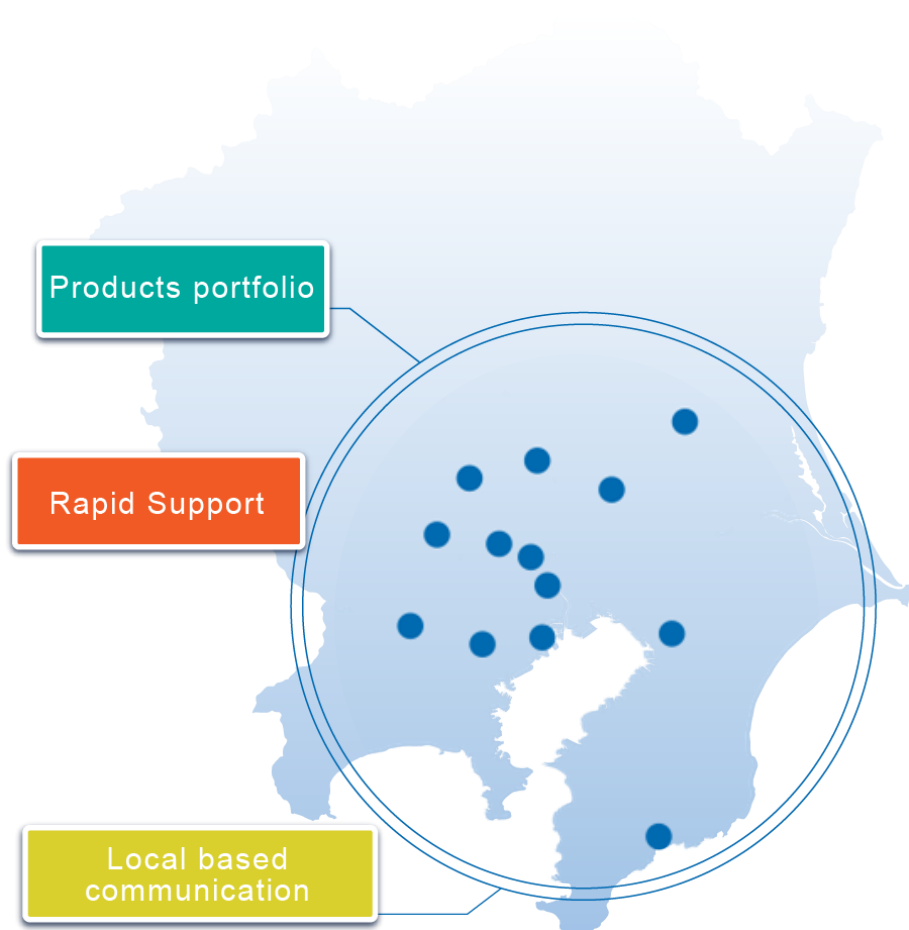 Products portfolio
Rapid Support
Local based
communication